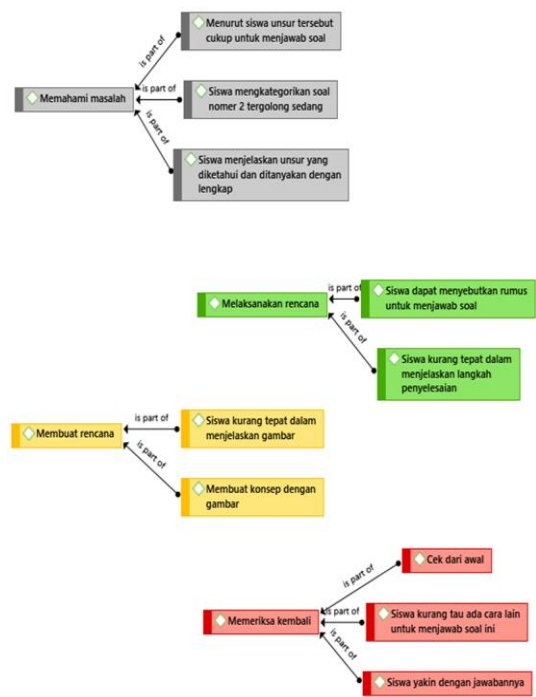 Menurut siswa unsur tersebut
cukup untuk menjawab soal
is part of
Memahami masalah
is part of
Siswa mengkategorikan soal
nomer 2 tergolong sedang
is part of
Siswa menjelaskan unsur yang
diketahui dan ditanyakan dengan
lengkap
Melaksanakan rencana
is part of
Siswa dapat menyebutkan rumus
untuk menjawab soal
is part of
Siswa kurang tepat dalam
menjelaskan langkah
penyelesaian
Membuat rencana
is part of
Siswa kurang tepat dalam
menjelaskan gambar
is part of
Membuat konsep dengan
gambar
Cek dari awal
is part of
Memeriksa kembali
is part of
Siswa kurang tau ada cara lain
untuk menjawab soal ini
is part of
Siswa yakin dengan jawabannya